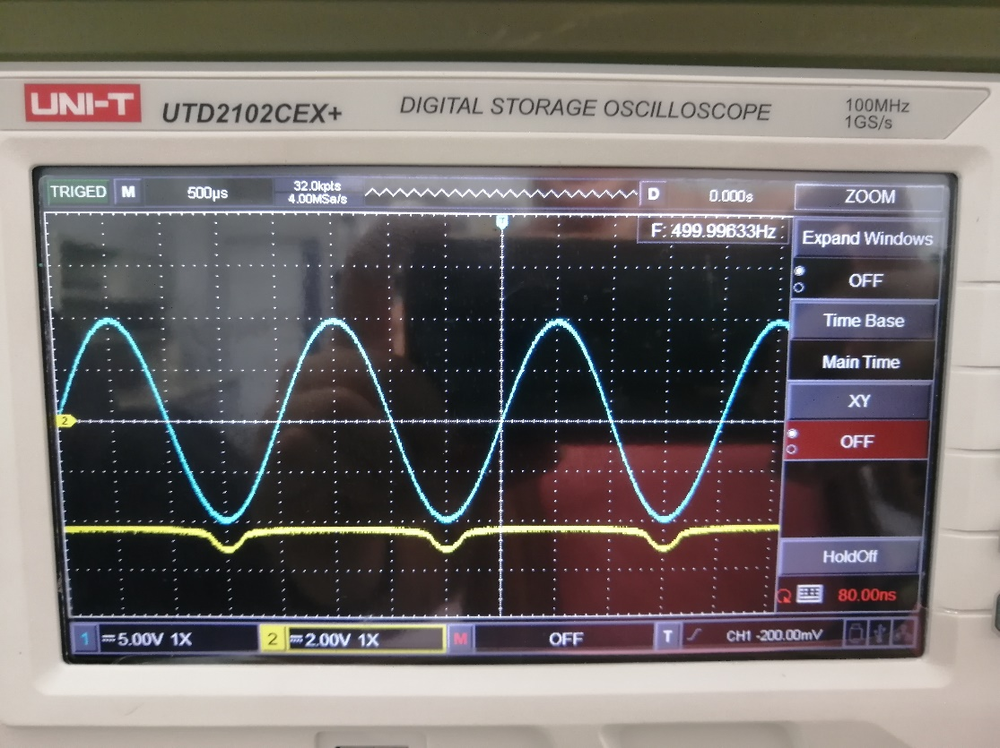 UNI-T UTD2102CEX+ DIGITAL STORAGE OSCILLOSCOPE 100MHz
1GS/s
TRIGED M 500µs 32.0kpts D 0.000s ZOOM
4.00MSa/s
F: 499.99633Hz
Expand Windows
OFF
Time Base
Main Time
XY
2
OFF
HoldOff
80.00ns
1 5.00V 1X 2 2.00V 1X M OFF T CH1 -200.00mV